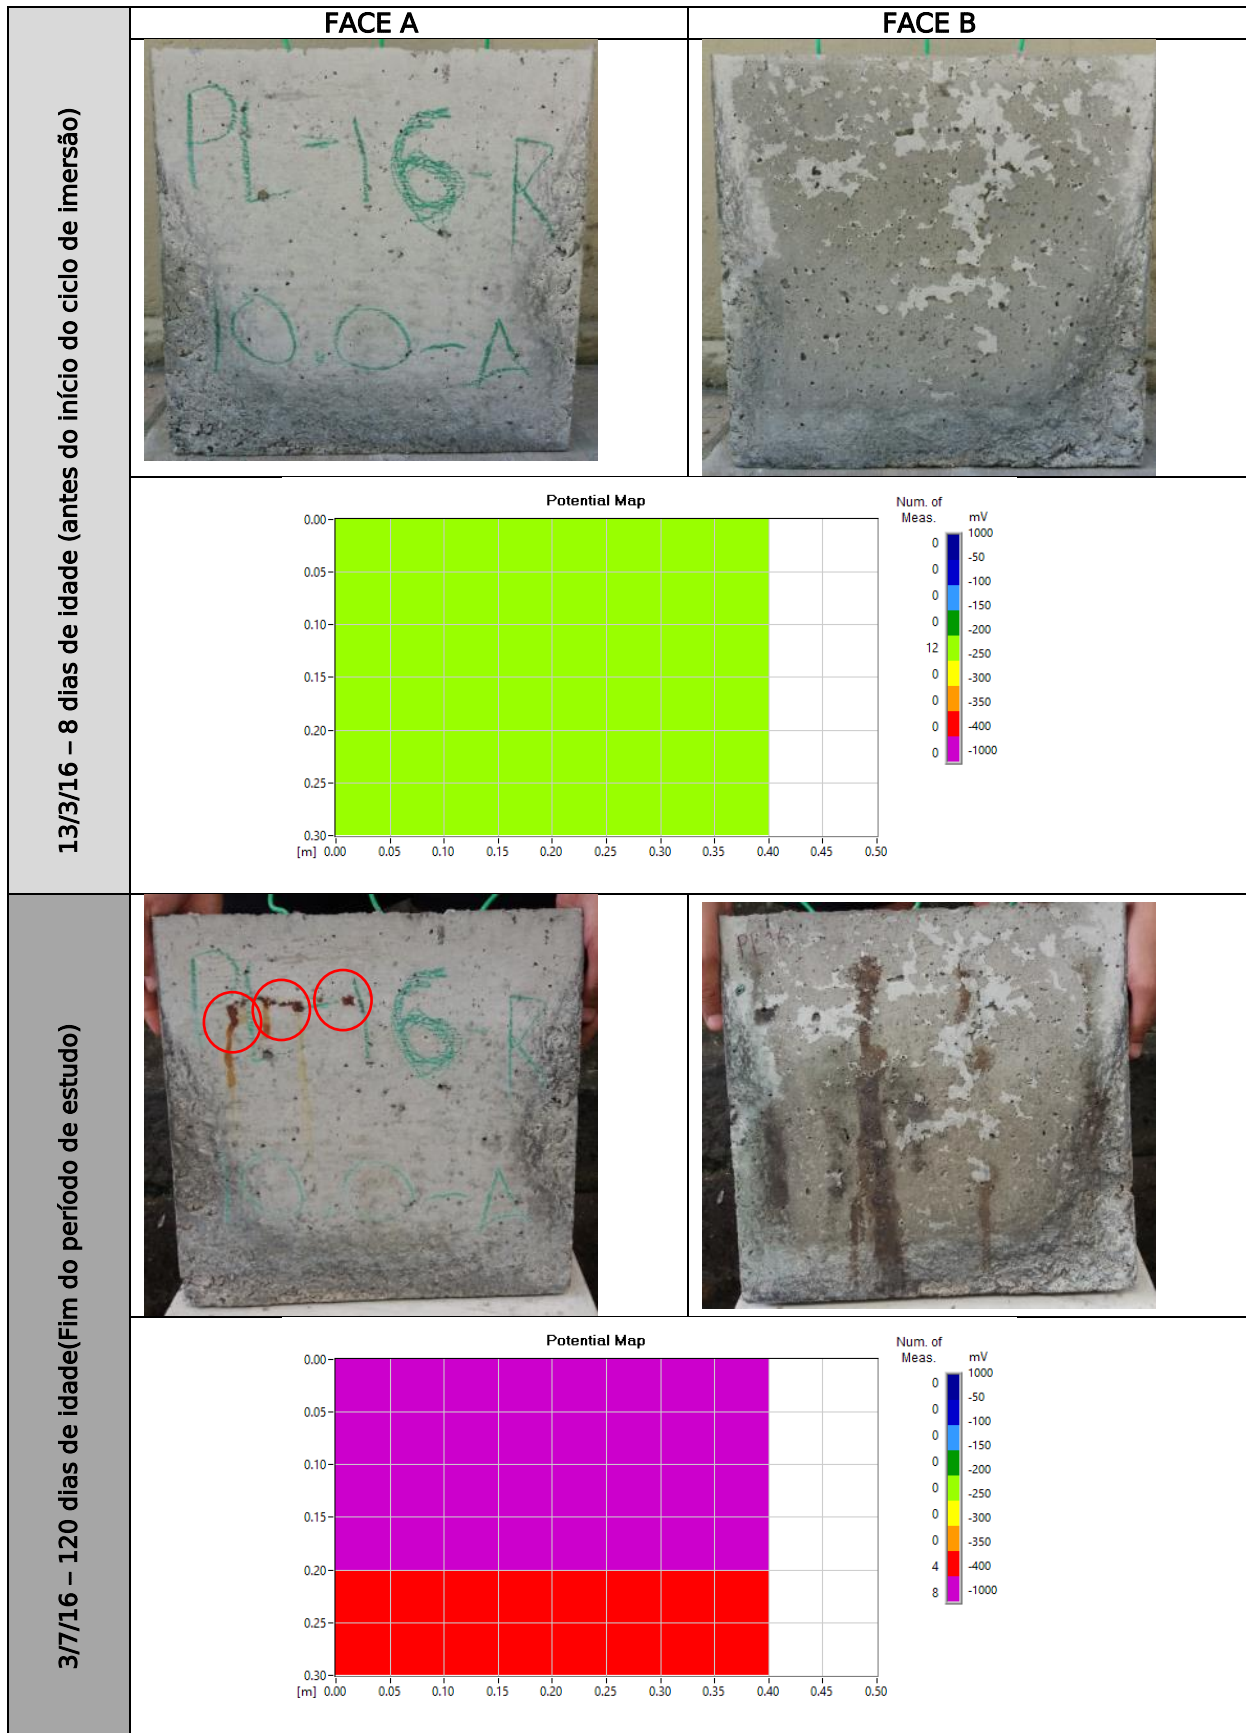 FACE A
FACE B
13/3/16 – 8 dias de idade (antes do início do ciclo de imersão)
PL-16-R
10.0-A
Potential Map
Num. of
Meas.
mV
0.00
0.05
0.10
0.15
0.20
0.25
0.30
[m] 0.00 0.05 0.10 0.15 0.20 0.25 0.30 0.35 0.40 0.45 0.50
0
0
0
0
12
0
0
0
0
1000
-50
-100
-150
-200
-250
-300
-350
-400
-1000
3/7/16 – 120 dias de idade(Fim do período de estudo)
PL-16 R
10.0-A
Potential Map
Num. of
Meas.
mV
0.00
0.05
0.10
0.15
0.20
0.25
0.30
[m] 0.00 0.05 0.10 0.15 0.20 0.25 0.30 0.35 0.40 0.45 0.50
0
0
0
0
0
0
0
4
8
1000
-50
-100
-150
-200
-250
-300
-350
-400
-1000